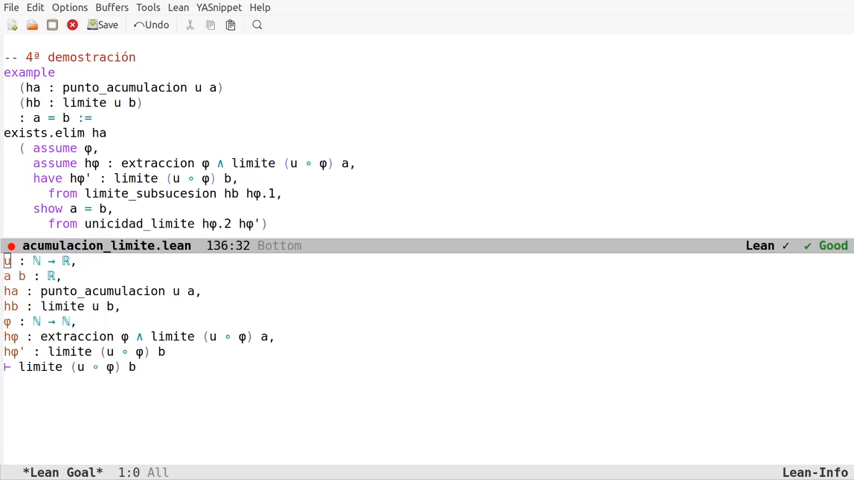 File Edit Options Buffers Tools Lean YASnippet Help
Save Undo
-- 4ª demostración
example
(ha : punto_acumulacion u a)
(hb : limite u b)
: a = b :=
exists.elim ha
( assume φ,
assume hφ : extraccion φ ∧ limite (u ∘ φ) a,
have hφ' : limite (u ∘ φ) b,
from limite_subsucesion hb hφ.1,
show a = b,
from unicidad_limite hφ.2 hφ')
acumulacion_limite.lean 136:32 Bottom Lean ✓ ✔ Good
u : ℕ → ℝ,
a b : ℝ,
ha : punto_acumulacion u a,
hb : limite u b,
φ : ℕ → ℕ,
hφ : extraccion φ ∧ limite (u ∘ φ) a,
hφ' : limite (u ∘ φ) b
⊢ limite (u ∘ φ) b
*Lean Goal* 1:0 All Lean-Info